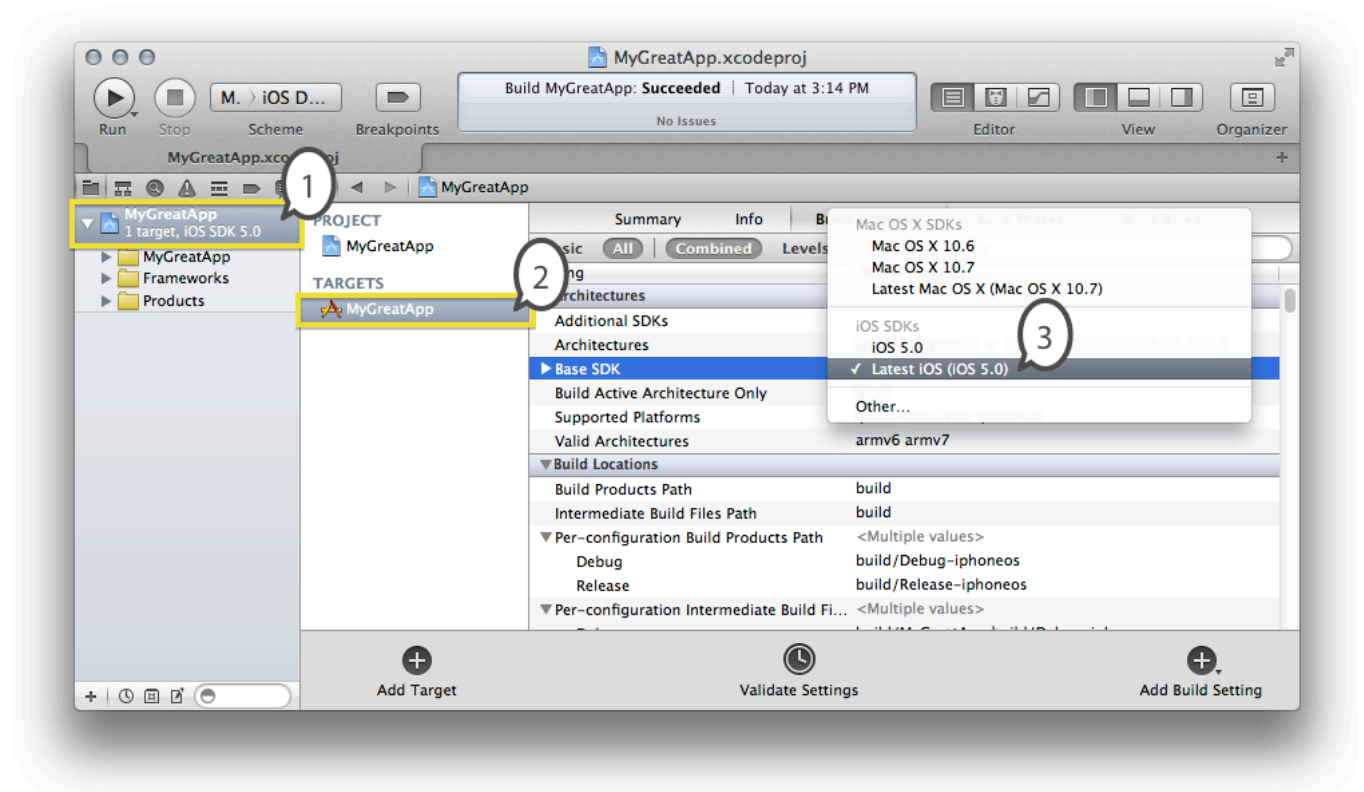 MyGreatApp.xcodeproj
M. 〉 iOS D...
Build MyGreatApp: Succeeded | Today at 3:14 PM
No Issues
Run Stop Scheme Breakpoints Editor View Organizer
MyGreatApp.xco
1
MyGreatApp
MyGreatApp
1 target, iOS SDK 5.0
MyGreatApp
Frameworks
Products
PROJECT
MyGreatApp
TARGETS
2
MyGreatApp
Summary Info
All Combined Levels
Architectures
Additional SDKs
Architectures
Base SDK
Build Active Architecture Only
Supported Platforms
Valid Architectures armv6 armv7
Mac OS X SDKs
Mac OS X 10.6
Mac OS X 10.7
Latest Mac OS X (Mac OS X 10.7)
iOS SDKs
3
iOS 5.0
✓ Latest iOS (iOS 5.0)
Other...
Build Locations
Build Products Path build
Intermediate Build Files Path build
Per-configuration Build Products Path <Multiple values>
Debug build/Debug-iphoneos
Release build/Release-iphoneos
Per-configuration Intermediate Build Fi... <Multiple values>
Add Target Validate Settings Add Build Setting